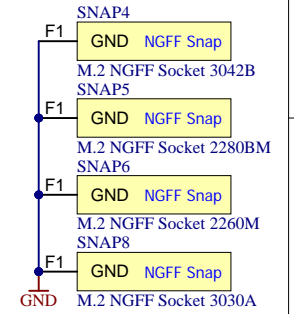 SNAP4
F1 GND NGFF Snap
M.2 NGFF Socket 3042B
SNAP5
F1 GND NGFF Snap
M.2 NGFF Socket 2280BM
SNAP6
F1 GND NGFF Snap
M.2 NGFF Socket 2260M
SNAP8
F1 GND NGFF Snap
GND M.2 NGFF Socket 3030A